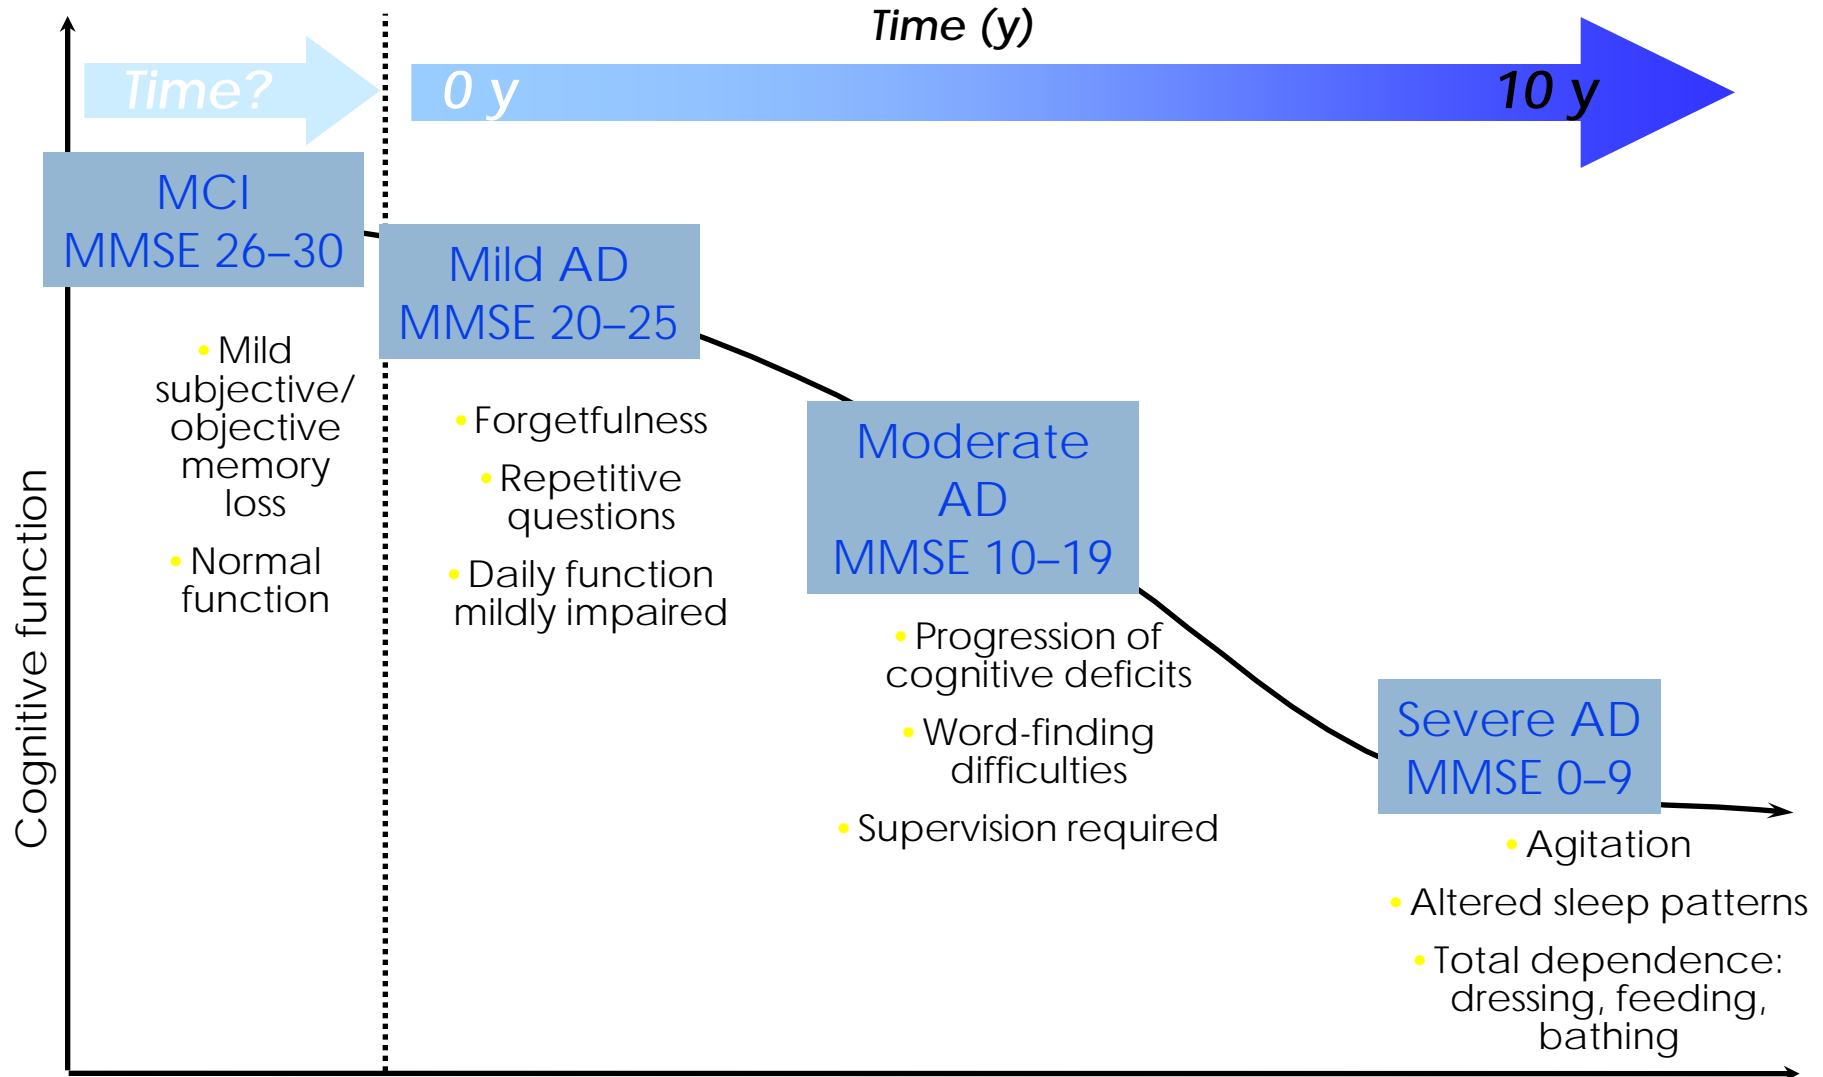 Time (y)
Time?
0 y
10 y
MCI
MMSE 26–30
Mild AD
MMSE 20–25
• Mild
subjective/
objective
memory
loss
• Normal
function
• Forgetfulness
• Repetitive
questions
• Daily function
mildly impaired
Moderate
AD
MMSE 10–19
• Progression of
cognitive deficits
• Word-finding
difficulties
• Supervision required
Severe AD
MMSE 0–9
• Agitation
• Altered sleep patterns
• Total dependence:
dressing, feeding,
bathing
Cognitive function